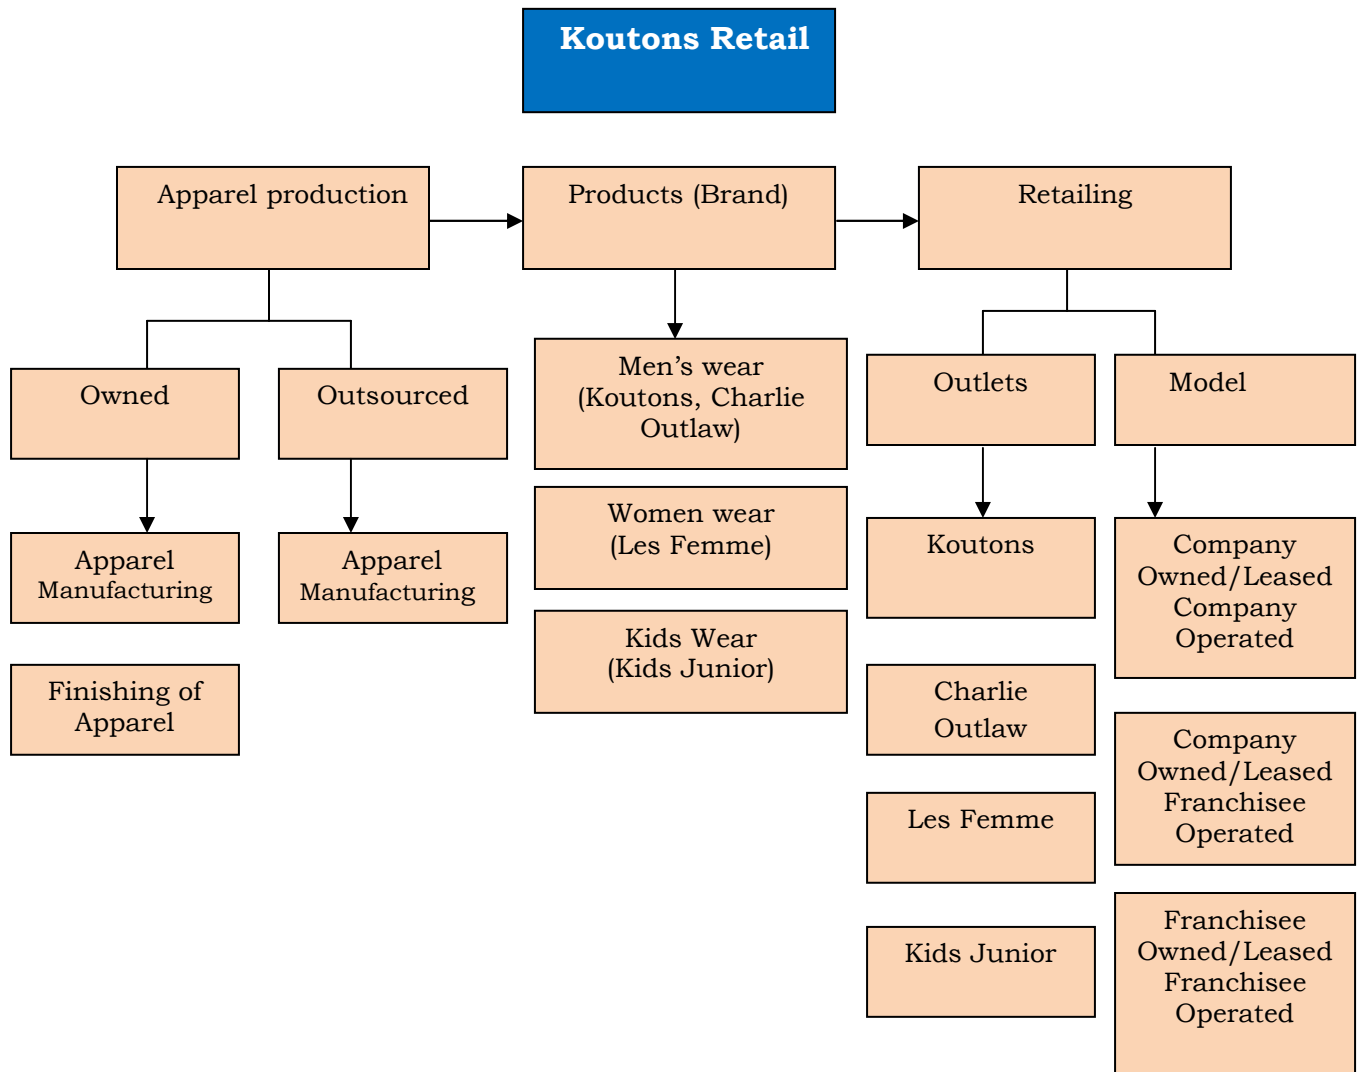 Koutons Retail
Apparel production
Products (Brand)
Retailing
Owned
Outsourced
Men’s wear
(Koutons, Charlie
Outlaw)
Outlets
Model
Apparel
Manufacturing
Apparel
Manufacturing
Women wear
(Les Femme)
Koutons
Company
Owned/Leased
Company
Operated
Finishing of
Apparel
Kids Wear
(Kids Junior)
Charlie
Outlaw
Company
Owned/Leased
Franchisee
Operated
Les Femme
Kids Junior
Franchisee
Owned/Leased
Franchisee
Operated